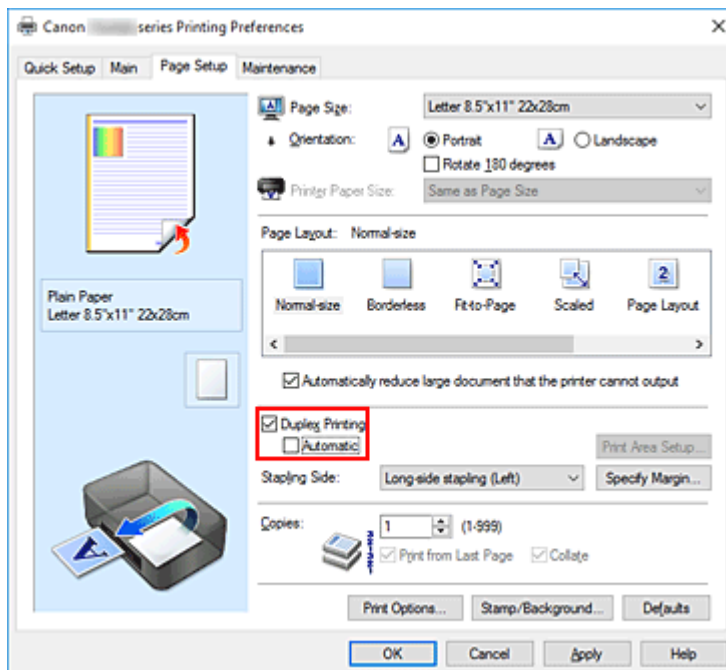 Canon series Printing Preferences
Quick Setup Main Page Setup Maintenance
Page Size: Letter 8.5"x11" 22x28cm
Orientation: A Portrait A Landscape
Rotate 180 degrees
Printer Paper Size: Same as Page Size
Page Layout: Normal-size
2
Normal-size Borderless Fit-to-Page Scaled Page Layout
Plain Paper
Letter 8.5"x11" 22x28cm
Automatically reduce large document that the printer cannot output
Duplex Printing
Automatic Print Area Setup...
Stapling Side: Long-side stapling (Left) Specify Margin...
Copies: 1 (1-999)
Print from Last Page Collate
A
Print Options... Stamp/Background... Defaults
OK Cancel Apply Help